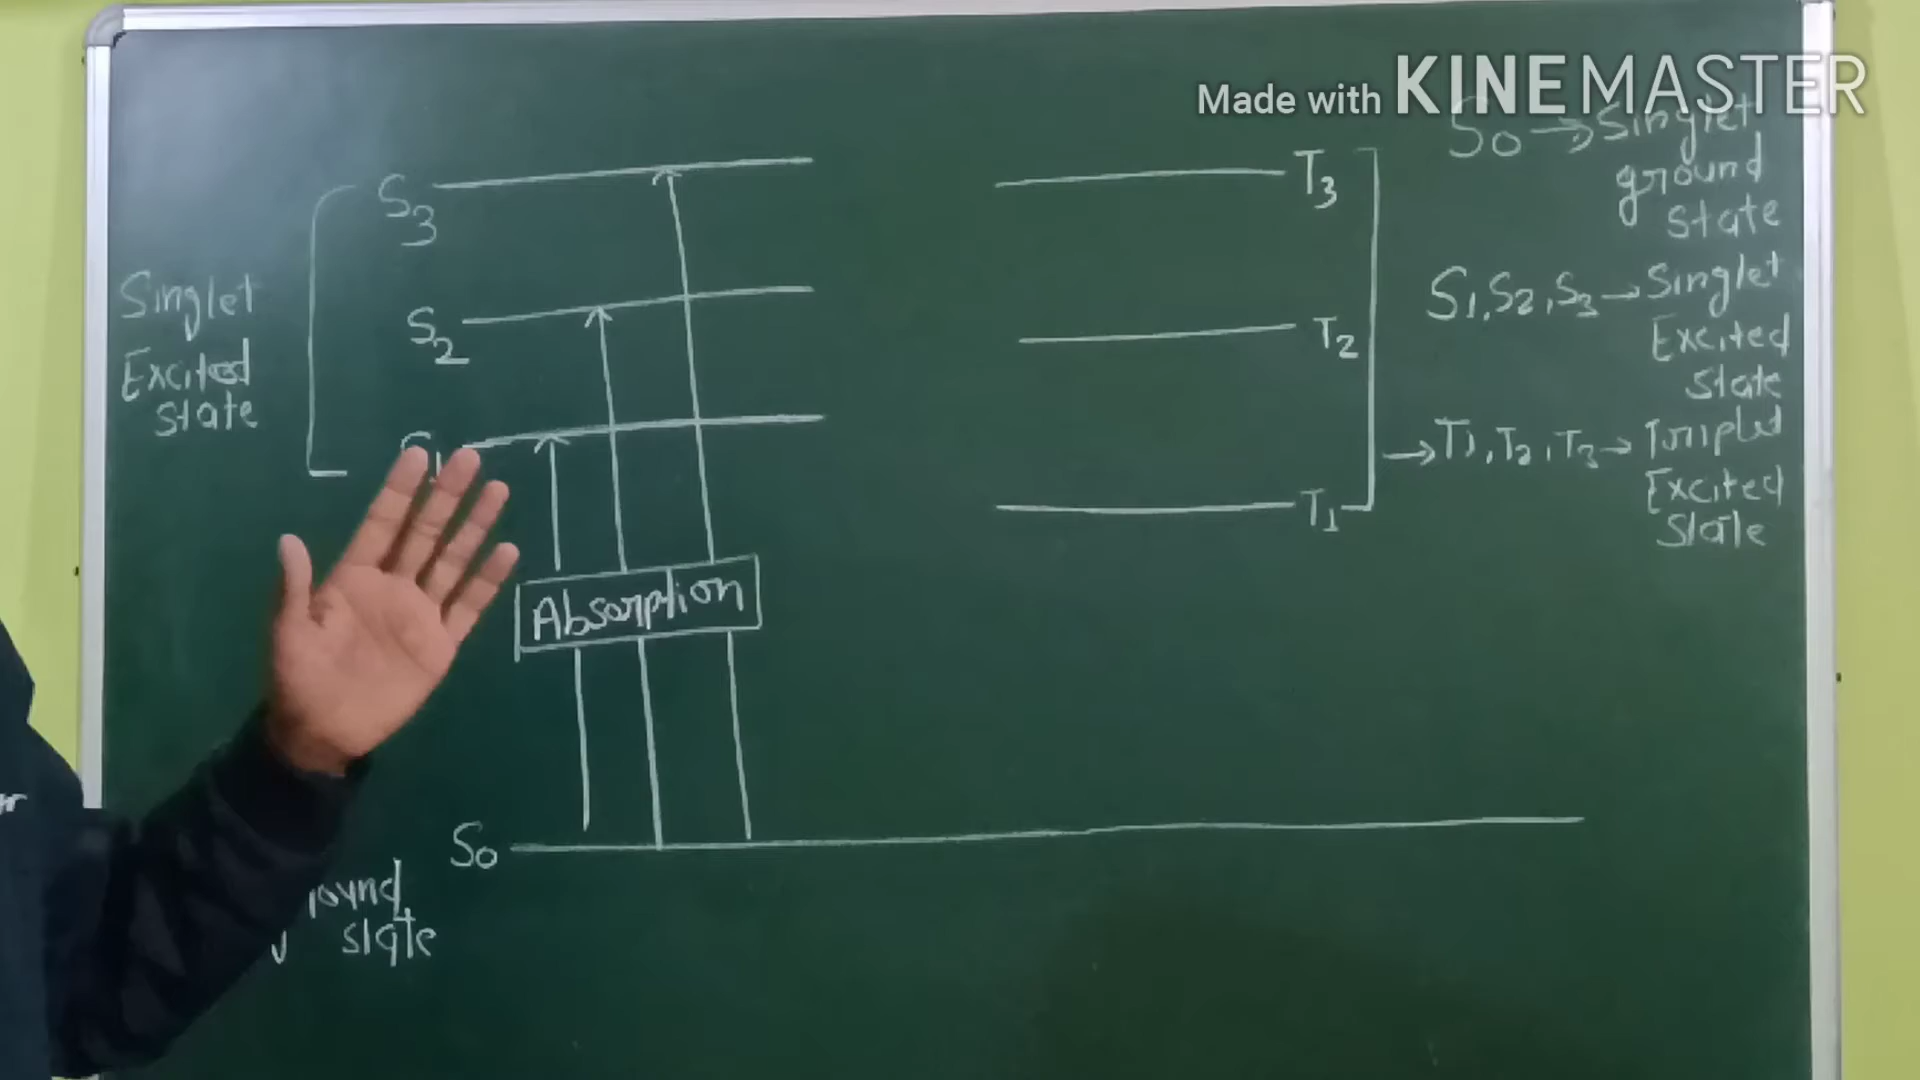 Made with KINEMASTER
S0 → Singlet
ground
state
S3
T3
Singlet
Excited
state
S2
T2
S1, S2, S3 → Singlet
Excited
state
S1
T1
→ T1, T2, T3 → Triplet
Excited
state
Absorption
S0
state